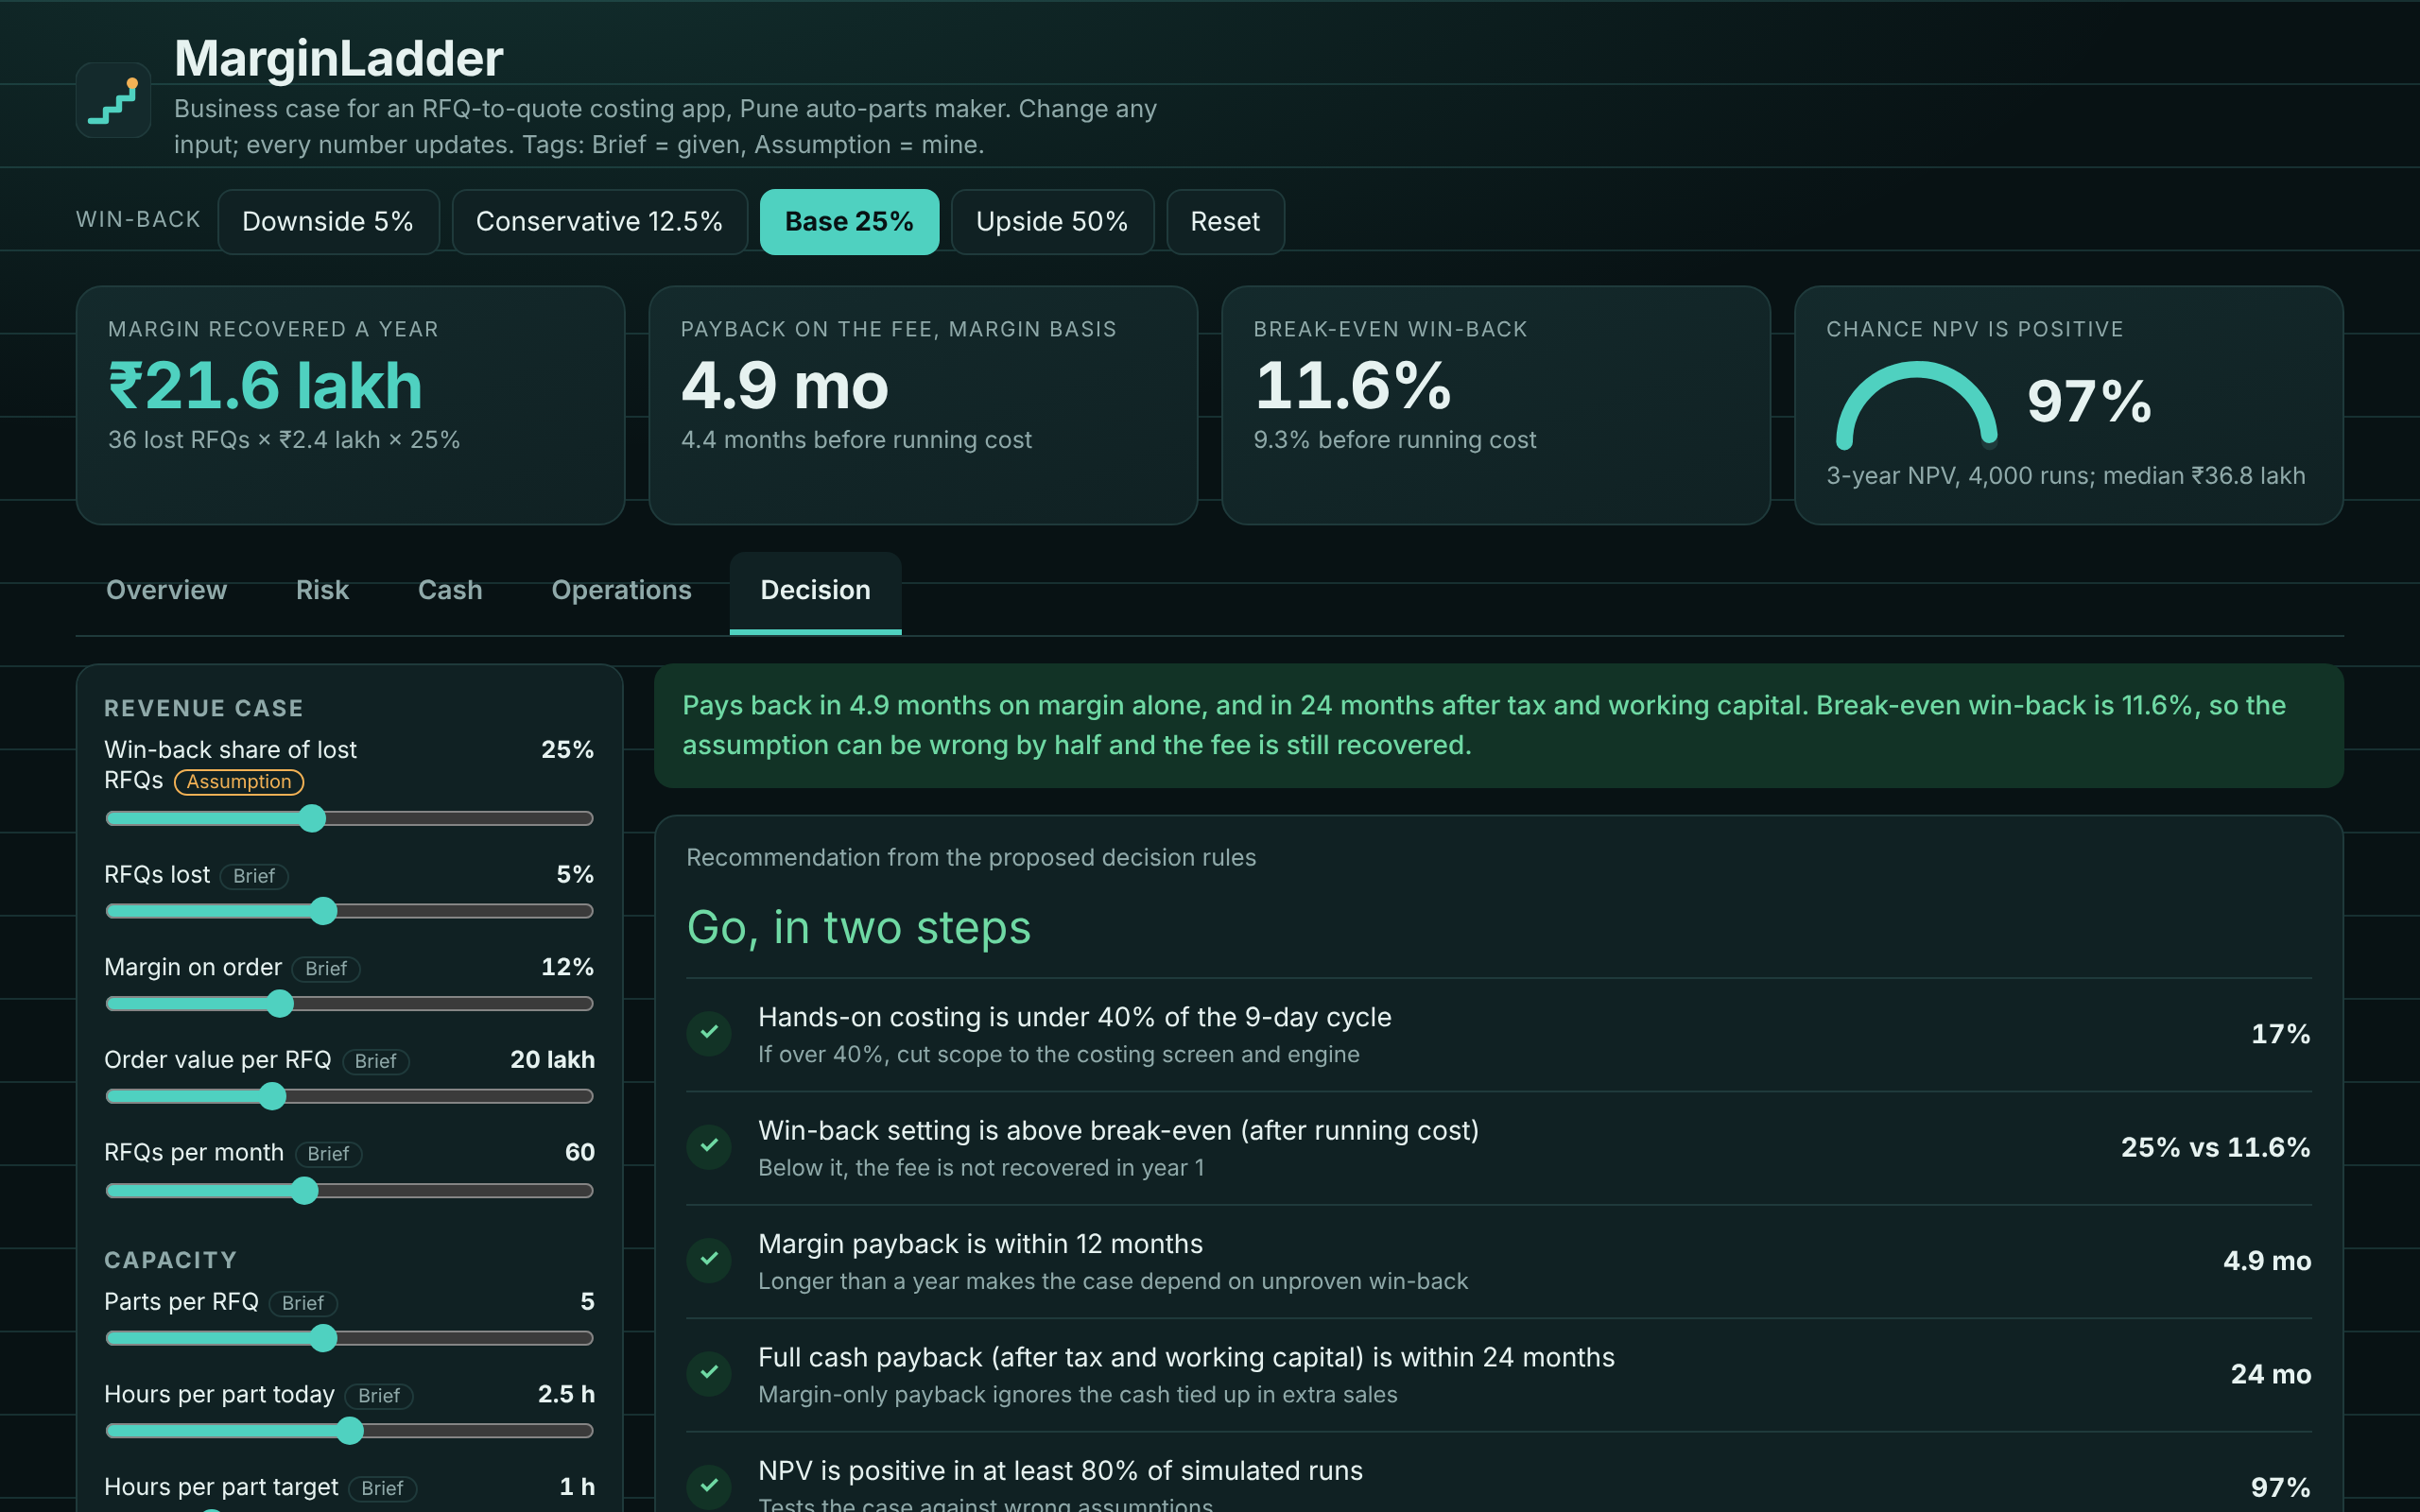 MarginLadder
Business case for an RFQ-to-quote costing app, Pune auto-parts maker. Change any
input; every number updates. Tags: Brief = given, Assumption = mine.
WIN-BACK
Downside 5%
Conservative 12.5%
Base 25%
Upside 50%
Reset
MARGIN RECOVERED A YEAR
₹21.6 lakh
36 lost RFQs × ₹2.4 lakh × 25%
PAYBACK ON THE FEE, MARGIN BASIS
4.9 mo
4.4 months before running cost
BREAK-EVEN WIN-BACK
11.6%
9.3% before running cost
CHANCE NPV IS POSITIVE
97%
3-year NPV, 4,000 runs; median ₹36.8 lakh
Overview
Risk
Cash
Operations
Decision
REVENUE CASE
Win-back share of lost 25%
RFQs Assumption
RFQs lost Brief 5%
Margin on order Brief 12%
Order value per RFQ Brief 20 lakh
RFQs per month Brief 60
CAPACITY
Parts per RFQ Brief 5
Hours per part today Brief 2.5 h
Hours per part target Brief 1 h
Pays back in 4.9 months on margin alone, and in 24 months after tax and working capital. Break-even win-back is 11.6%, so the
assumption can be wrong by half and the fee is still recovered.
Recommendation from the proposed decision rules
Go, in two steps
Hands-on costing is under 40% of the 9-day cycle
If over 40%, cut scope to the costing screen and engine
17%
Win-back setting is above break-even (after running cost)
Below it, the fee is not recovered in year 1
25% vs 11.6%
Margin payback is within 12 months
Longer than a year makes the case depend on unproven win-back
4.9 mo
Full cash payback (after tax and working capital) is within 24 months
Margin-only payback ignores the cash tied up in extra sales
24 mo
NPV is positive in at least 80% of simulated runs
Tests the case against wrong assumptions
97%